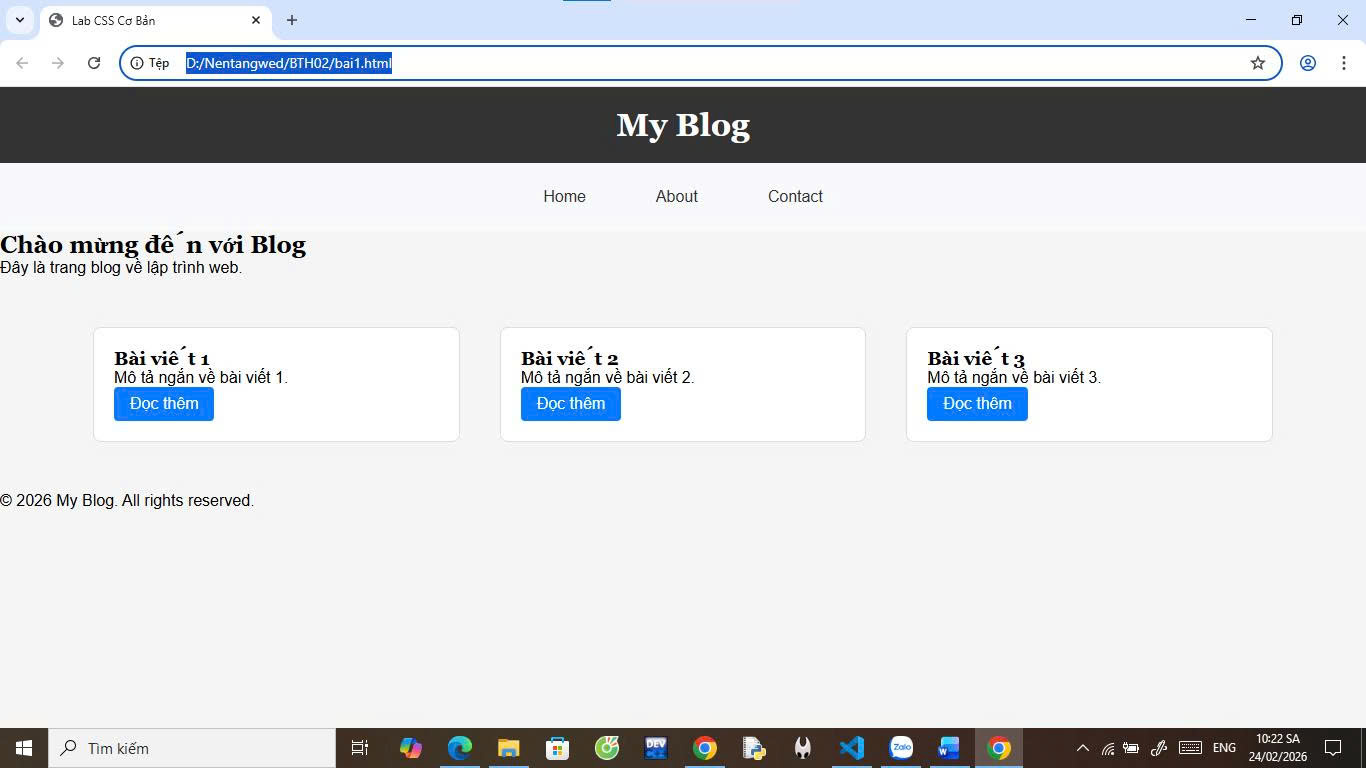 Lab CSS Cơ Bản
Tệp D:/Nentangwed/BTH02/bai1.html
My Blog
Home About Contact
Chào mừng đến với Blog
Đây là trang blog về lập trình web.
Bài viết 1
Mô tả ngắn về bài viết 1.
Đọc thêm
Bài viết 2
Mô tả ngắn về bài viết 2.
Đọc thêm
Bài viết 3
Mô tả ngắn về bài viết 3.
Đọc thêm
© 2026 My Blog. All rights reserved.
Tìm kiếm
DEV
Zalo
W
ENG
10:22 SA
24/02/2026